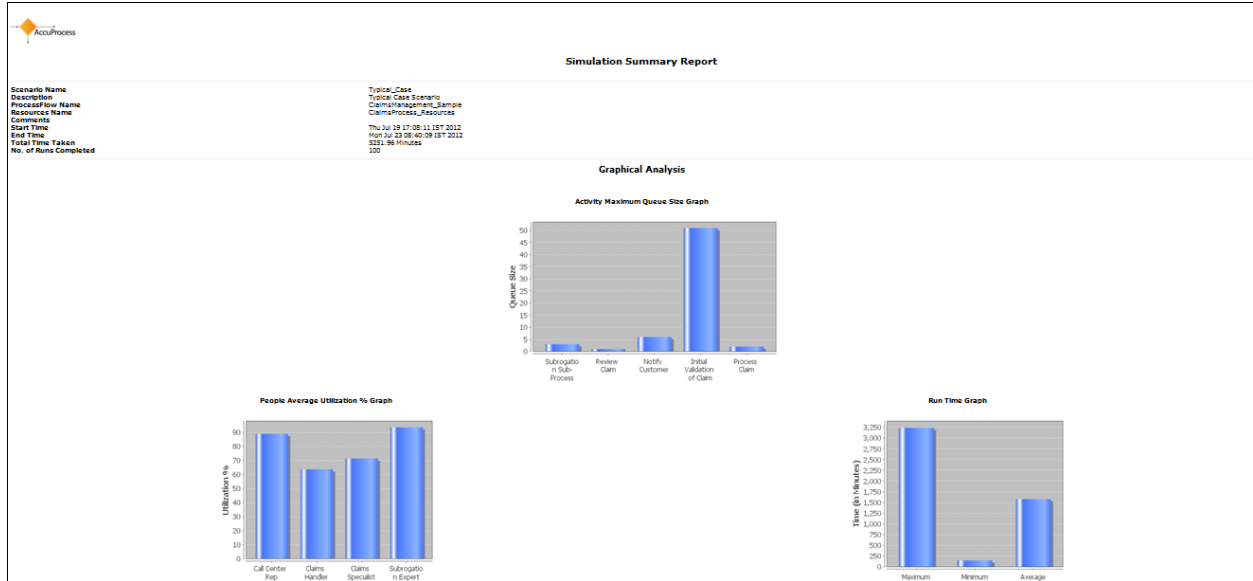 AccuProcess
Simulation Summary Report
Scenario Name Typical_Case
Description Typical Case Scenario
ProcessFlow Name ClaimsManagement_Sample
Resources Name ClaimsProcess_Resources
Comments
Start Time Thu Jul 19 17:08:11 IST 2012
End Time Mon Jul 23 08:40:09 IST 2012
Total Time Taken 5251.96 Minutes
No. of Runs Completed 100
Graphical Analysis
Activity Maximum Queue Size Graph
Queue Size
50
45
40
35
30
25
20
15
10
5
0
Subrogatio Review Notify Initial Process
n Sub- Claim Customer Validation Claim
Process of Claim
People Average Utilization % Graph
Utilization %
90
80
70
60
50
40
30
20
10
0
Call Center Claims Claims Subrogatio
Rep Handler Specialist n Expert
Run Time Graph
Time (in Minutes)
3,250
3,000
2,750
2,500
2,250
2,000
1,750
1,500
1,250
1,000
750
500
250
0
Maximum Minimum Average